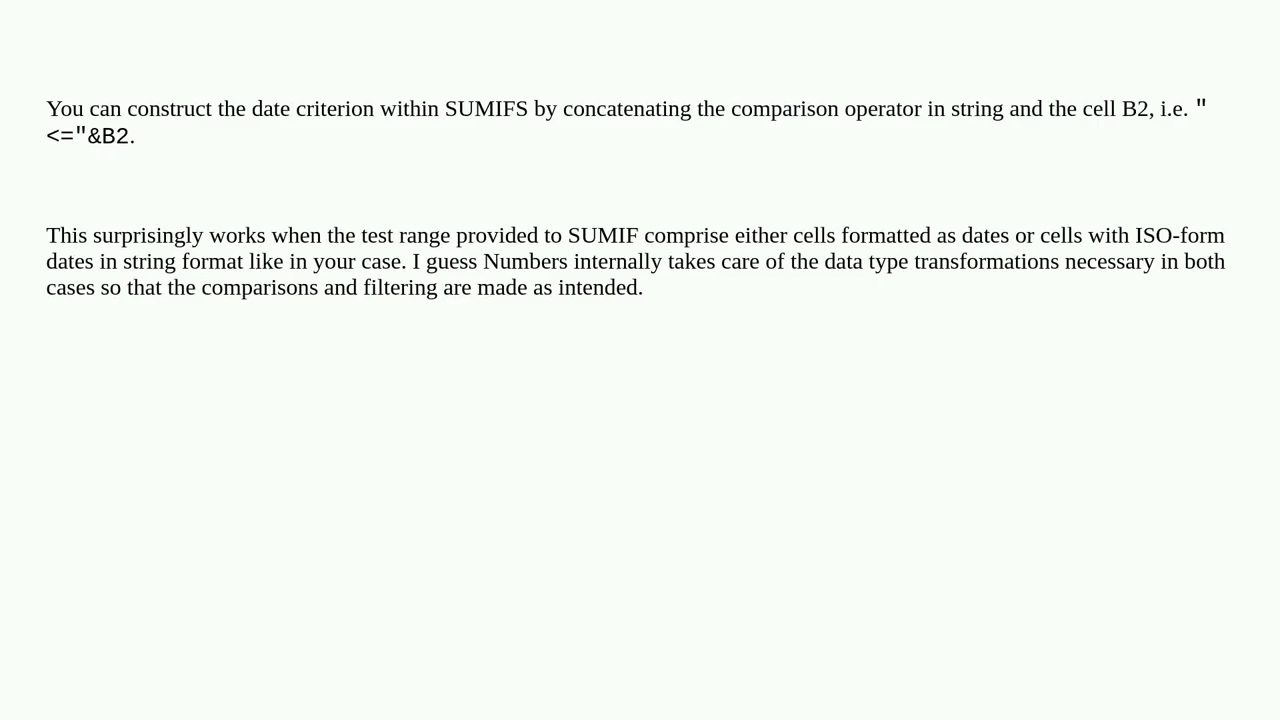 You can construct the date criterion within SUMIFS by concatenating the comparison operator in string and the cell B2, i.e. "
<="&B2.
This surprisingly works when the test range provided to SUMIF comprise either cells formatted as dates or cells with ISO-form
dates in string format like in your case. I guess Numbers internally takes care of the data type transformations necessary in both
cases so that the comparisons and filtering are made as intended.